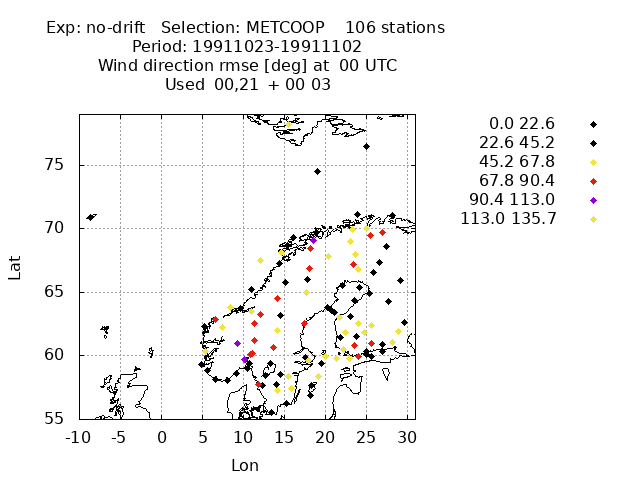 Exp: no-drift   Selection: METCOOP    106 stations
Period: 19911023-19911102
Wind direction rmse [deg] at  00 UTC
Used  00,21  + 00 03
0.0 22.6
22.6 45.2
45.2 67.8
67.8 90.4
90.4 113.0
113.0 135.7
75
70
65
60
55
Lat
-10 -5 0 5 10 15 20 25 30
Lon